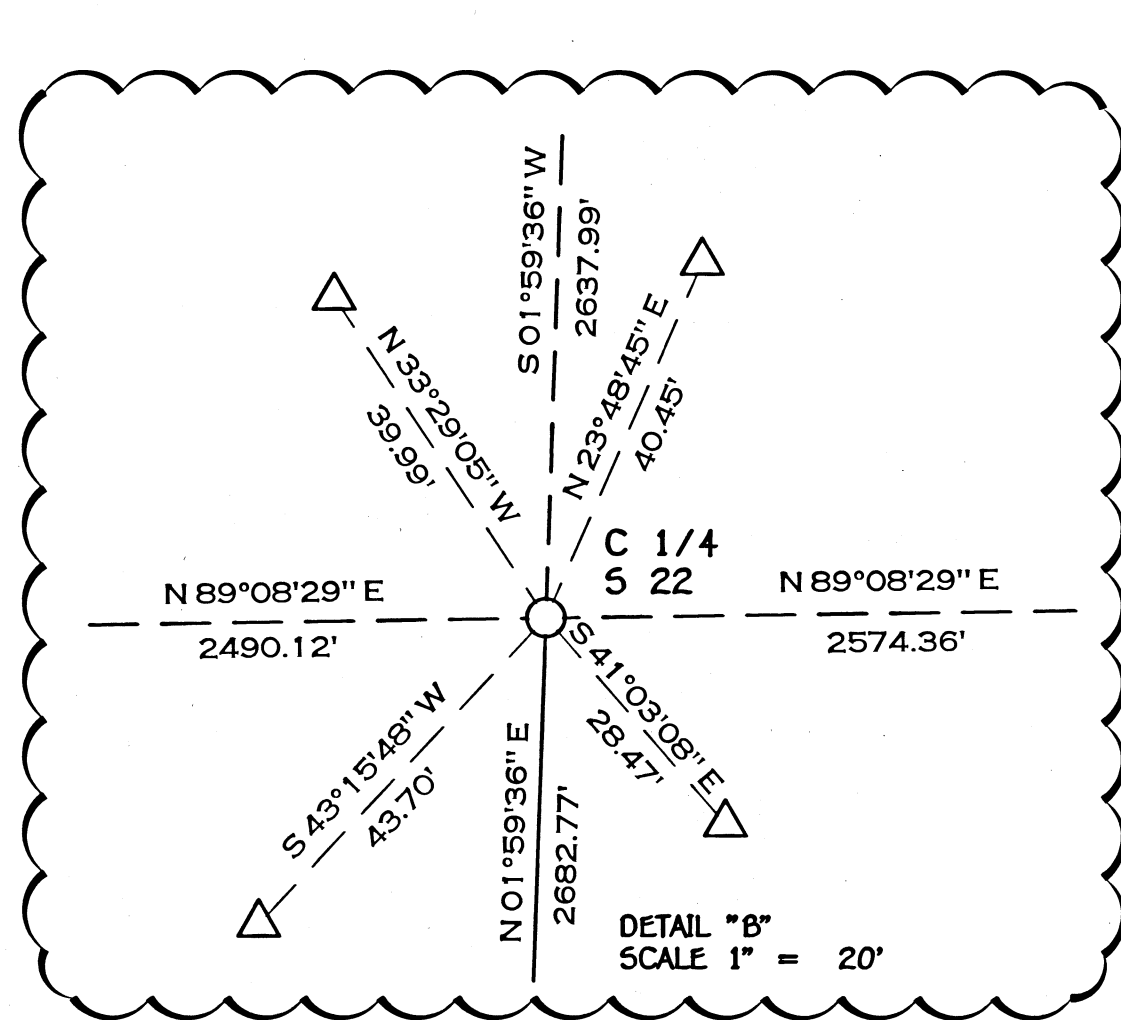 S 01°59'36" W
2637.99'
N 33°29'05" W
39.99'
N 23°48'45" E
40.45'
C 1/4
S 22
N 89°08'29" E
2490.12'
N 89°08'29" E
2574.36'
S 41°03'08" E
28.47'
S 43°15'48" W
43.70'
N 01°59'36" E
2682.77'
DETAIL "B"
SCALE 1" = 20'